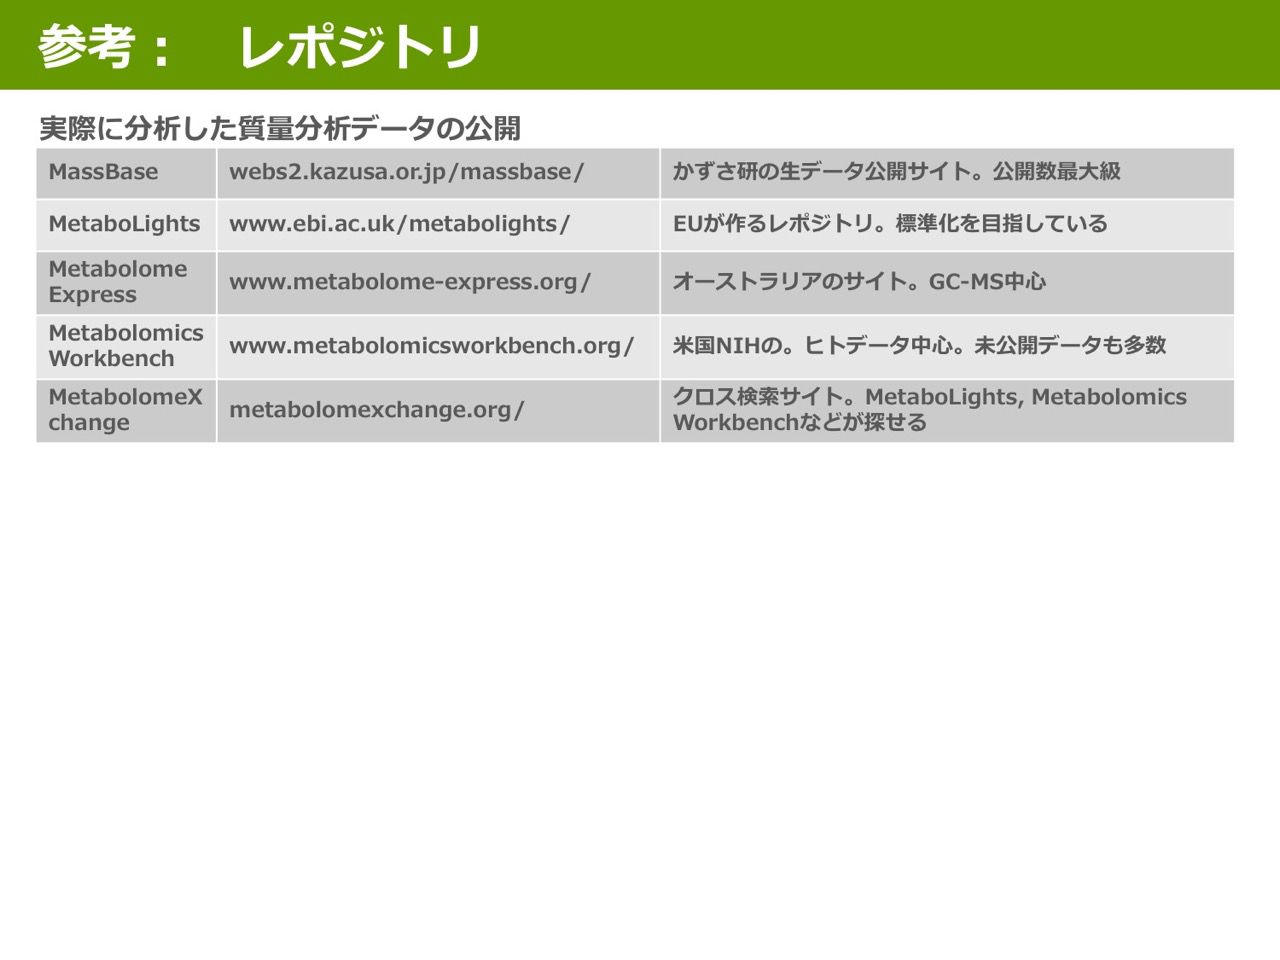 参考：　レポジトリ
実際に分析した質量分析データの公開
MassBase
webs2.kazusa.or.jp/massbase/
かずさ研の生データ公開サイト。公開数最大級
MetaboLights
www.ebi.ac.uk/metabolights/
EUが作るレポジトリ。標準化を目指している
Metabolome
Express
www.metabolome-express.org/
オーストラリアのサイト。GC-MS中心
Metabolomics
Workbench
www.metabolomicsworkbench.org/
米国NIHの。ヒトデータ中心。未公開データも多数
MetabolomeX
change
metabolomexchange.org/
クロス検索サイト。MetaboLights, Metabolomics
Workbenchなどが探せる